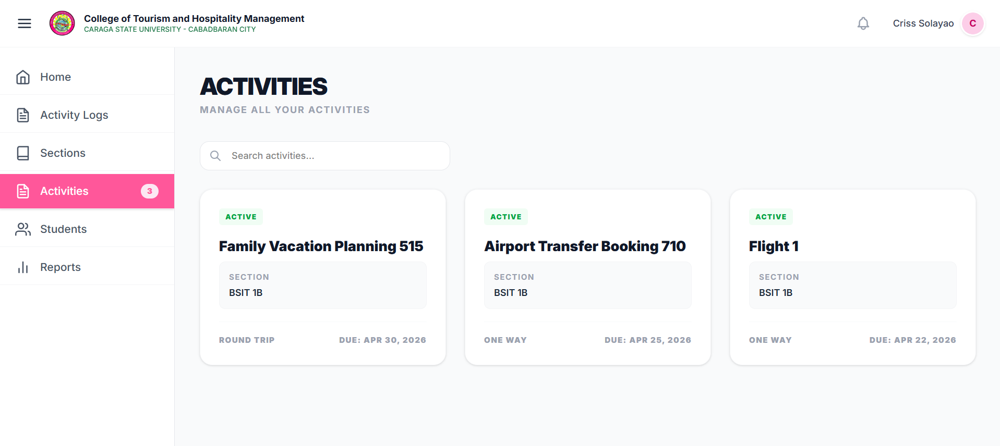 College of Tourism and Hospitality Management
CARAGA STATE UNIVERSITY - CABADBARAN CITY
Criss Solayao
C
Home
Activity Logs
Sections
Activities
3
Students
Reports
ACTIVITIES
MANAGE ALL YOUR ACTIVITIES
Search activities...
ACTIVE
Family Vacation Planning 515
SECTION
BSIT 1B
ROUND TRIP
DUE: APR 30, 2026
ACTIVE
Airport Transfer Booking 710
SECTION
BSIT 1B
ONE WAY
DUE: APR 25, 2026
ACTIVE
Flight 1
SECTION
BSIT 1B
ONE WAY
DUE: APR 22, 2026